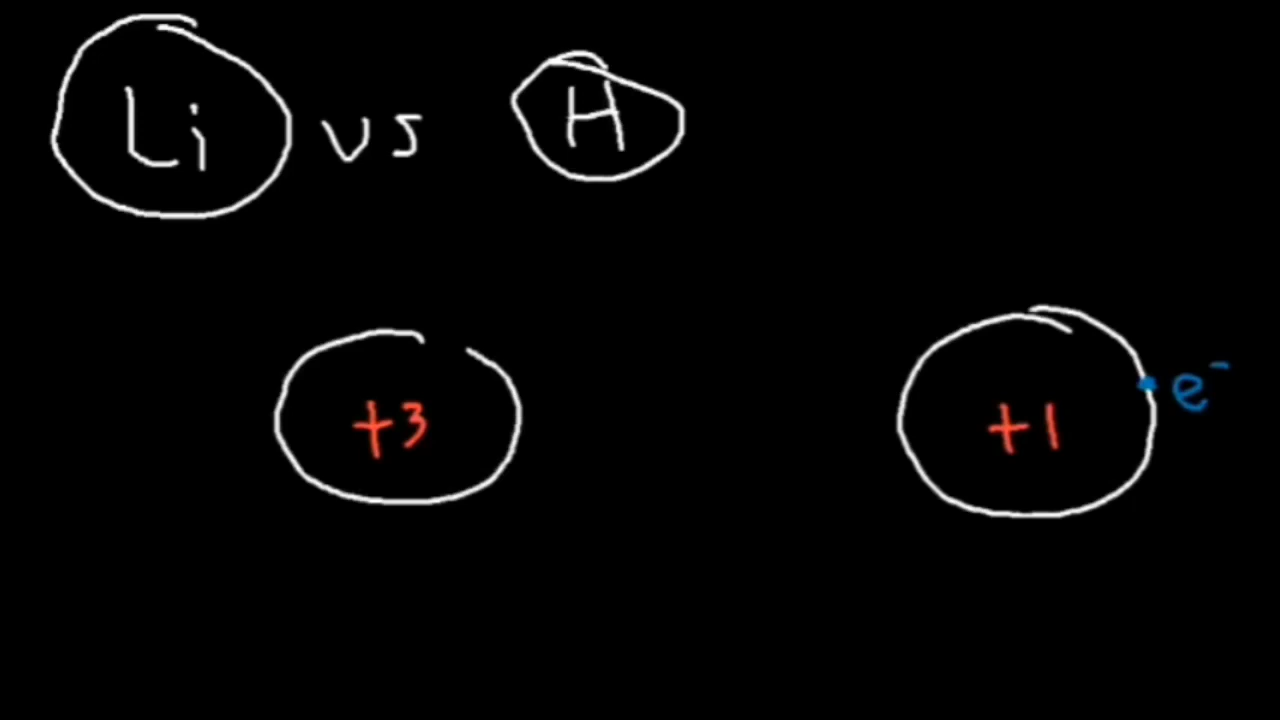 Li vs H
+3 +1 e⁻